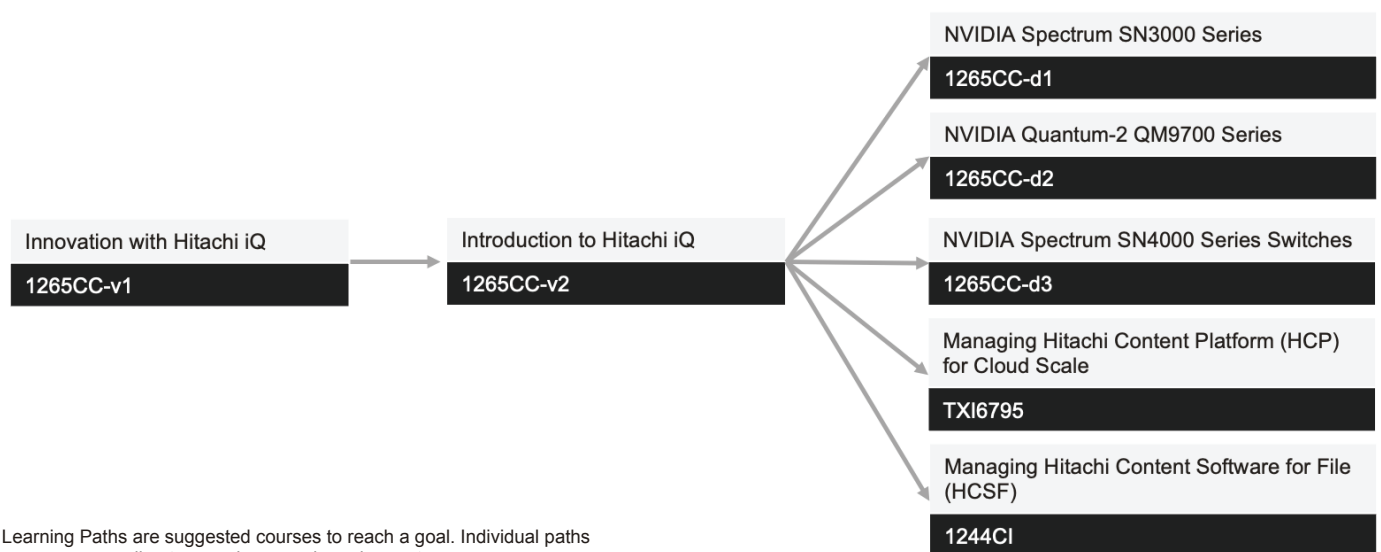 NVIDIA Spectrum SN3000 Series
1265CC-d1
NVIDIA Quantum-2 QM9700 Series
1265CC-d2
Innovation with Hitachi iQ
1265CC-v1
Introduction to Hitachi iQ
1265CC-v2
NVIDIA Spectrum SN4000 Series Switches
1265CC-d3
Managing Hitachi Content Platform (HCP)
for Cloud Scale
TXI6795
Managing Hitachi Content Software for File
(HCSF)
1244CI
Learning Paths are suggested courses to reach a goal. Individual paths